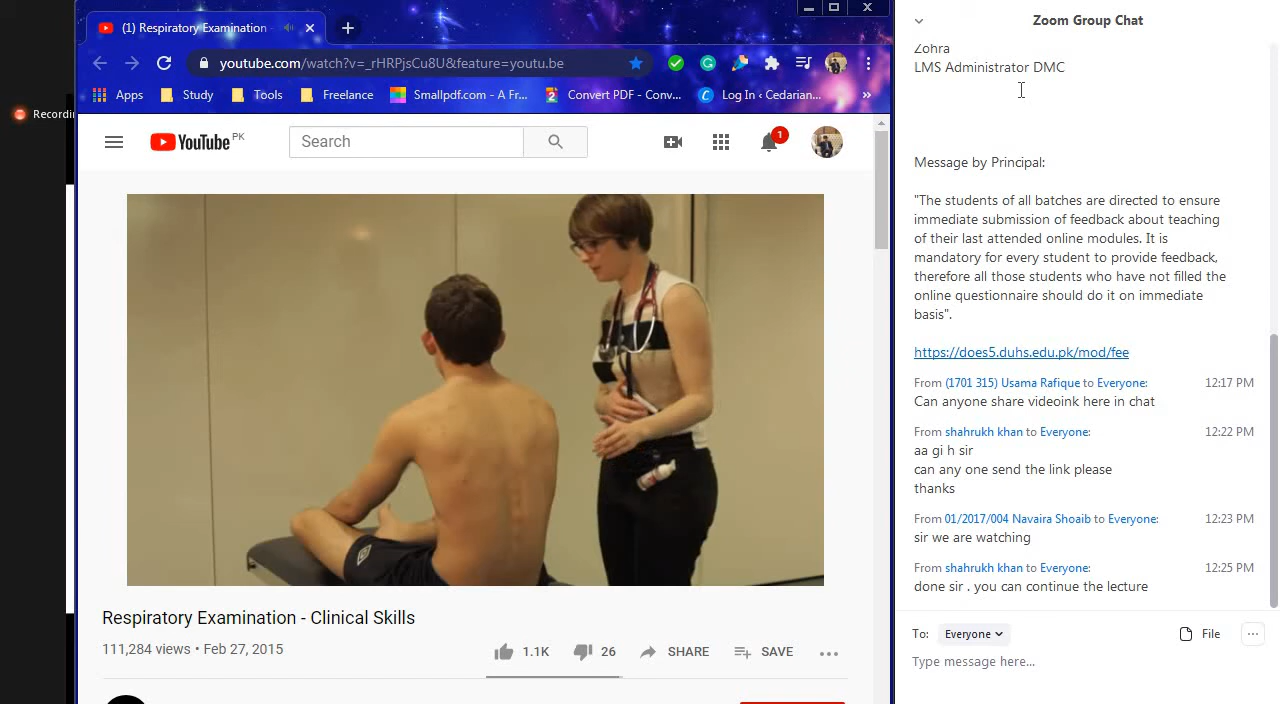 (1) Respiratory Examination
Recordin
youtube.com/watch?v=_rHRPjsCu8U&feature=youtu.be
Apps Study Tools Freelance Smallpdf.com - A Fr... Convert PDF - Conv... Log In ‹ Cedarian... »
YouTube PK
Search
1
Respiratory Examination - Clinical Skills
111,284 views • Feb 27, 2015
1.1K 26 SHARE SAVE
Zoom Group Chat
Zohra
LMS Administrator DMC
Message by Principal:
"The students of all batches are directed to ensure
immediate submission of feedback about teaching
of their last attended online modules. It is
mandatory for every student to provide feedback,
therefore all those students who have not filled the
online questionnaire should do it on immediate
basis".
https://does5.duhs.edu.pk/mod/fee
From (1701 315) Usama Rafique to Everyone: 12:17 PM
Can anyone share videoink here in chat
From shahrukh khan to Everyone: 12:22 PM
aa gi h sir
can any one send the link please
thanks
From 01/2017/004 Navaira Shoaib to Everyone: 12:23 PM
sir we are watching
From shahrukh khan to Everyone: 12:25 PM
done sir . you can continue the lecture
To: Everyone File
Type message here...